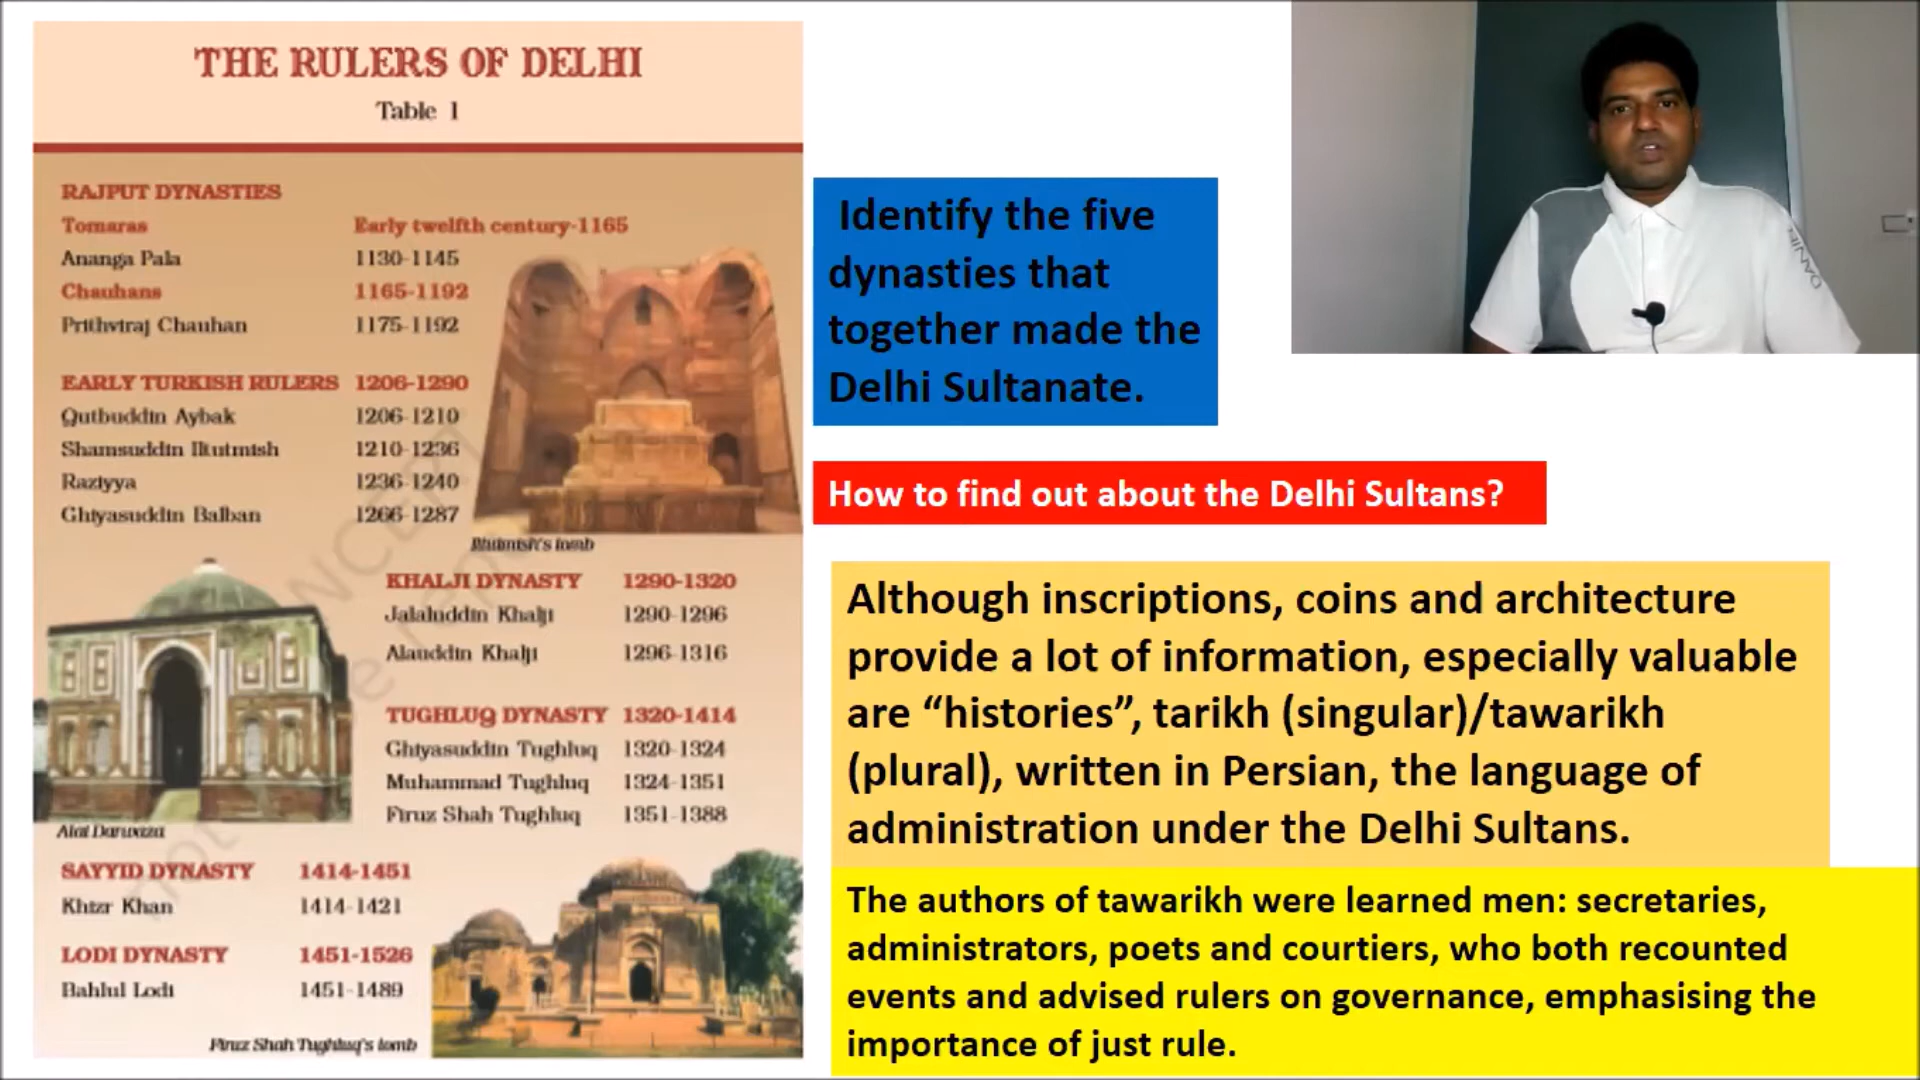 THE RULERS OF DELHI
Table 1
RAJPUT DYNASTIES
Tomaras Early twelfth century-1165
Ananga Pala 1130-1145
Chauhans 1165-1192
Prithviraj Chauhan 1175-1192
EARLY TURKISH RULERS 1206-1290
Qutbuddin Aybak 1206-1210
Shamsuddin Iltutmish 1210-1236
Raziyya 1236-1240
Ghiyasuddin Balban 1266-1287
Iltutmish's tomb
KHALJI DYNASTY 1290-1320
Jalaluddin Khalji 1290-1296
Alauddin Khalji 1296-1316
TUGHLUQ DYNASTY 1320-1414
Ghiyasuddin Tughluq 1320-1324
Muhammad Tughluq 1324-1351
Firuz Shah Tughluq 1351-1388
Alai Darwaza
SAYYID DYNASTY 1414-1451
Khizr Khan 1414-1421
LODI DYNASTY 1451-1526
Bahlul Lodi 1451-1489
Firuz Shah Tughluq's tomb
Identify the five
dynasties that
together made the
Delhi Sultanate.
How to find out about the Delhi Sultans?
Although inscriptions, coins and architecture
provide a lot of information, especially valuable
are “histories”, tarikh (singular)/tawarikh
(plural), written in Persian, the language of
administration under the Delhi Sultans.
The authors of tawarikh were learned men: secretaries,
administrators, poets and courtiers, who both recounted
events and advised rulers on governance, emphasising the
importance of just rule.